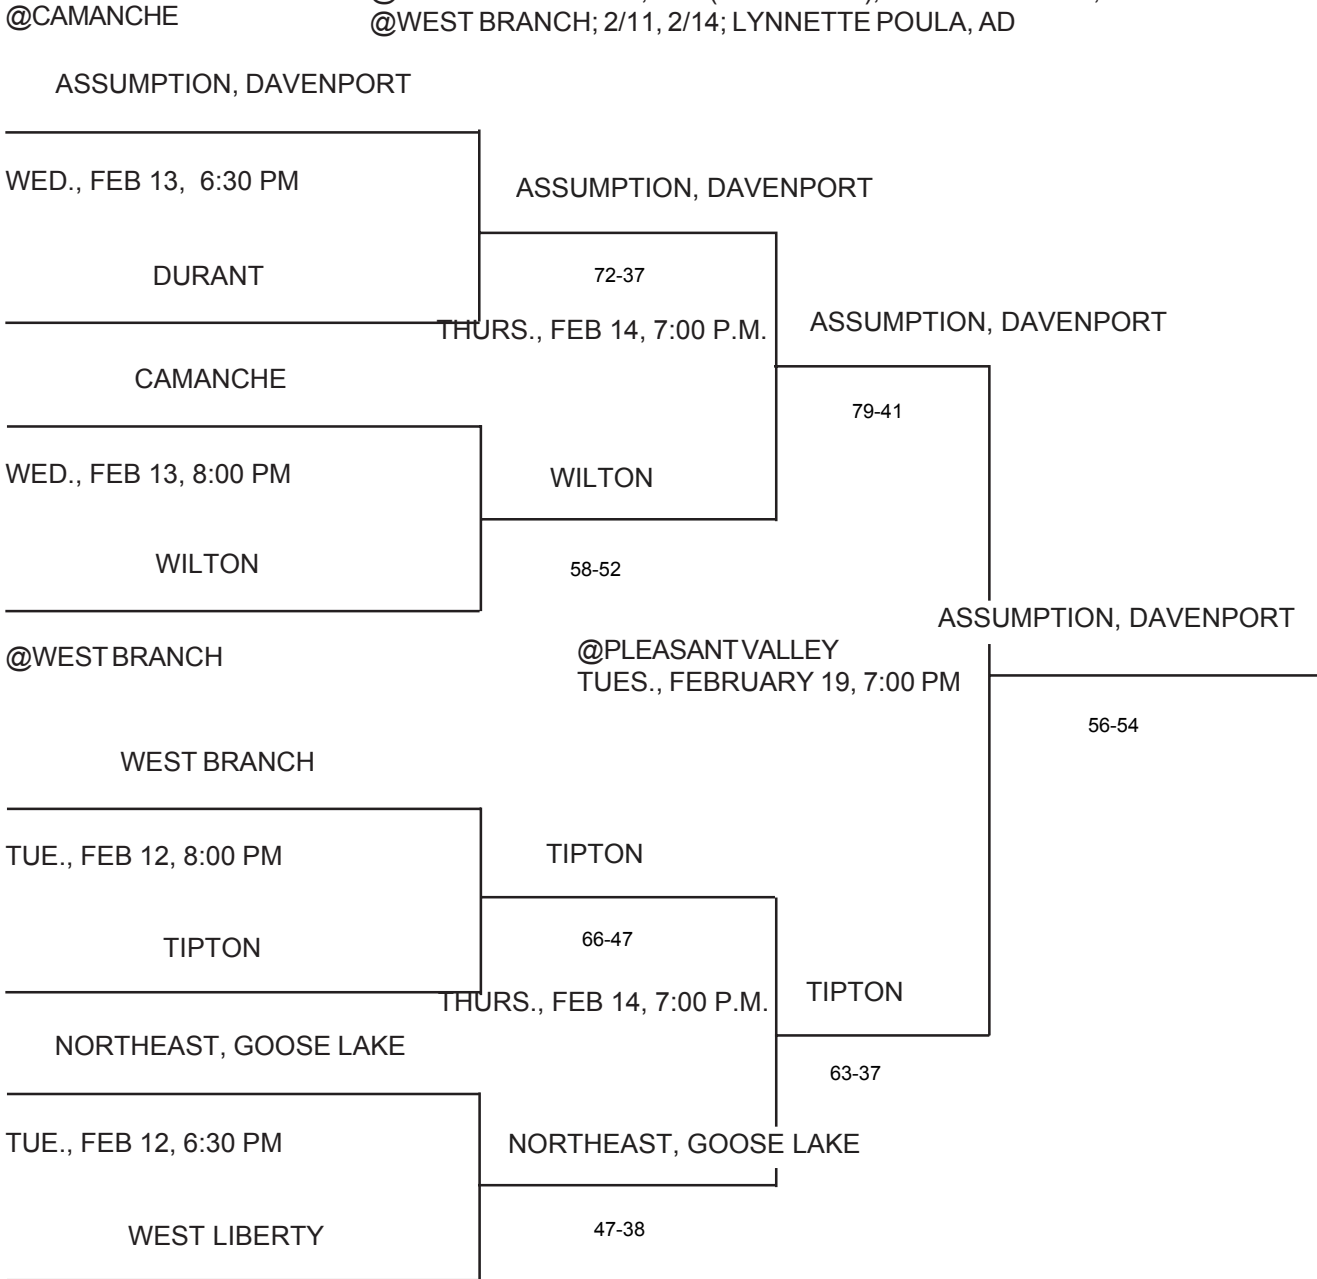 @CAMANCHE
@WEST BRANCH; 2/11, 2/14; LYNNETTE POULA, AD
ASSUMPTION, DAVENPORT
WED., FEB 13, 6:30 PM
ASSUMPTION, DAVENPORT
DURANT
72-37
THURS., FEB 14, 7:00 P.M.
ASSUMPTION, DAVENPORT
CAMANCHE
79-41
WED., FEB 13, 8:00 PM
WILTON
WILTON
58-52
ASSUMPTION, DAVENPORT
@WEST BRANCH
@PLEASANT VALLEY
TUES., FEBRUARY 19, 7:00 PM
56-54
WEST BRANCH
TUE., FEB 12, 8:00 PM
TIPTON
TIPTON
66-47
THURS., FEB 14, 7:00 P.M.
TIPTON
NORTHEAST, GOOSE LAKE
63-37
TUE., FEB 12, 6:30 PM
NORTHEAST, GOOSE LAKE
WEST LIBERTY
47-38